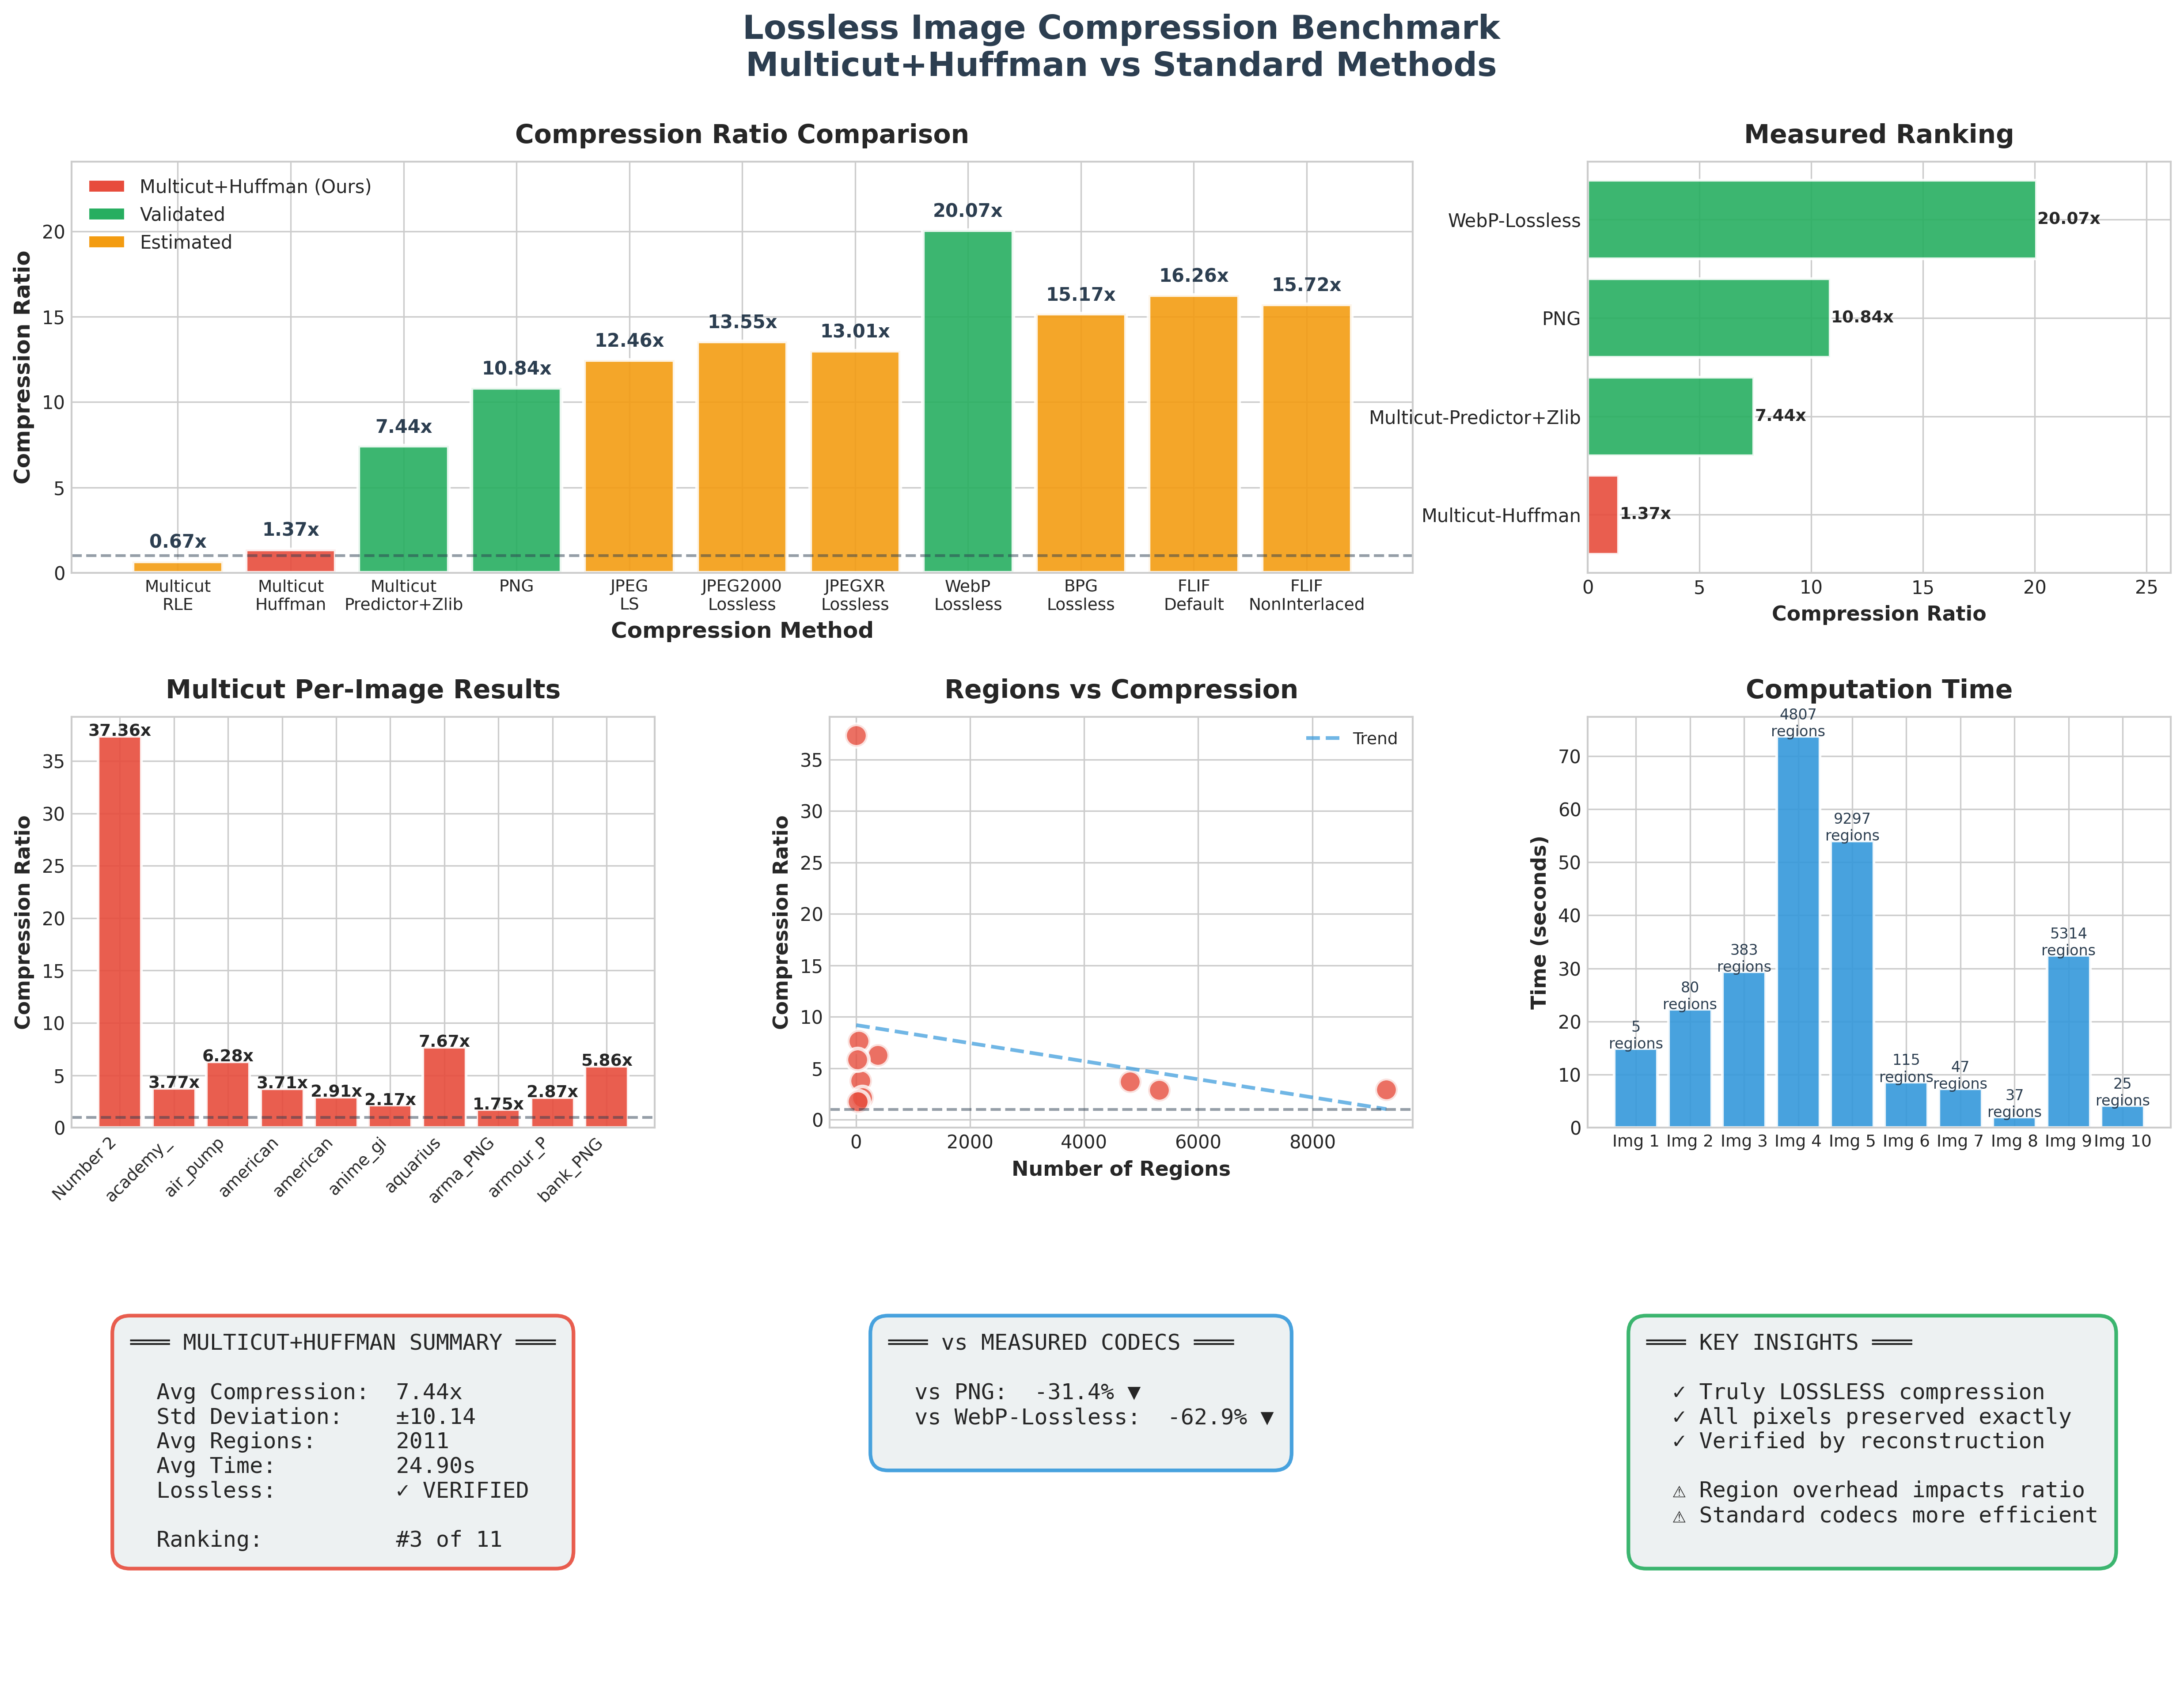 Lossless Image Compression Benchmark
Multicut+Huffman vs Standard Methods
Compression Ratio Comparison
Multicut+Huffman (Ours)
Validated
Estimated
Compression Ratio
20
15
10
5
0
0.67x
1.37x
7.44x
10.84x
12.46x
13.55x
13.01x
20.07x
15.17x
16.26x
15.72x
Multicut
RLE
Multicut
Huffman
Multicut
Predictor+Zlib
PNG
JPEG
LS
JPEG2000
Lossless
JPEGXR
Lossless
WebP
Lossless
BPG
Lossless
FLIF
Default
FLIF
NonInterlaced
Compression Method
Measured Ranking
WebP-Lossless
20.07x
PNG
10.84x
Multicut-Predictor+Zlib
7.44x
Multicut-Huffman
1.37x
0 5 10 15 20 25
Compression Ratio
Multicut Per-Image Results
Compression Ratio
35
30
25
20
15
10
5
0
37.36x
3.77x
6.28x
3.71x
2.91x
2.17x
7.67x
1.75x
2.87x
5.86x
Number 2
academy_
air_pump
american
american
anime_gi
aquarius
arma_PNG
armour_P
bank_PNG
Regions vs Compression
Trend
Compression Ratio
35
30
25
20
15
10
5
0
0 2000 4000 6000 8000
Number of Regions
Computation Time
Time (seconds)
70
60
50
40
30
20
10
0
5
regions
80
regions
383
regions
4807
regions
9297
regions
115
regions
47
regions
37
regions
5314
regions
25
regions
Img 1 Img 2 Img 3 Img 4 Img 5 Img 6 Img 7 Img 8 Img 9 Img 10
═══ MULTICUT+HUFFMAN SUMMARY ═══
Avg Compression: 7.44x
Std Deviation: ±10.14
Avg Regions: 2011
Avg Time: 24.90s
Lossless: ✓ VERIFIED
Ranking: #3 of 11
═══ vs MEASURED CODECS ═══
vs PNG: -31.4% ▼
vs WebP-Lossless: -62.9% ▼
═══ KEY INSIGHTS ═══
✓ Truly LOSSLESS compression
✓ All pixels preserved exactly
✓ Verified by reconstruction
⚠ Region overhead impacts ratio
⚠ Standard codecs more efficient